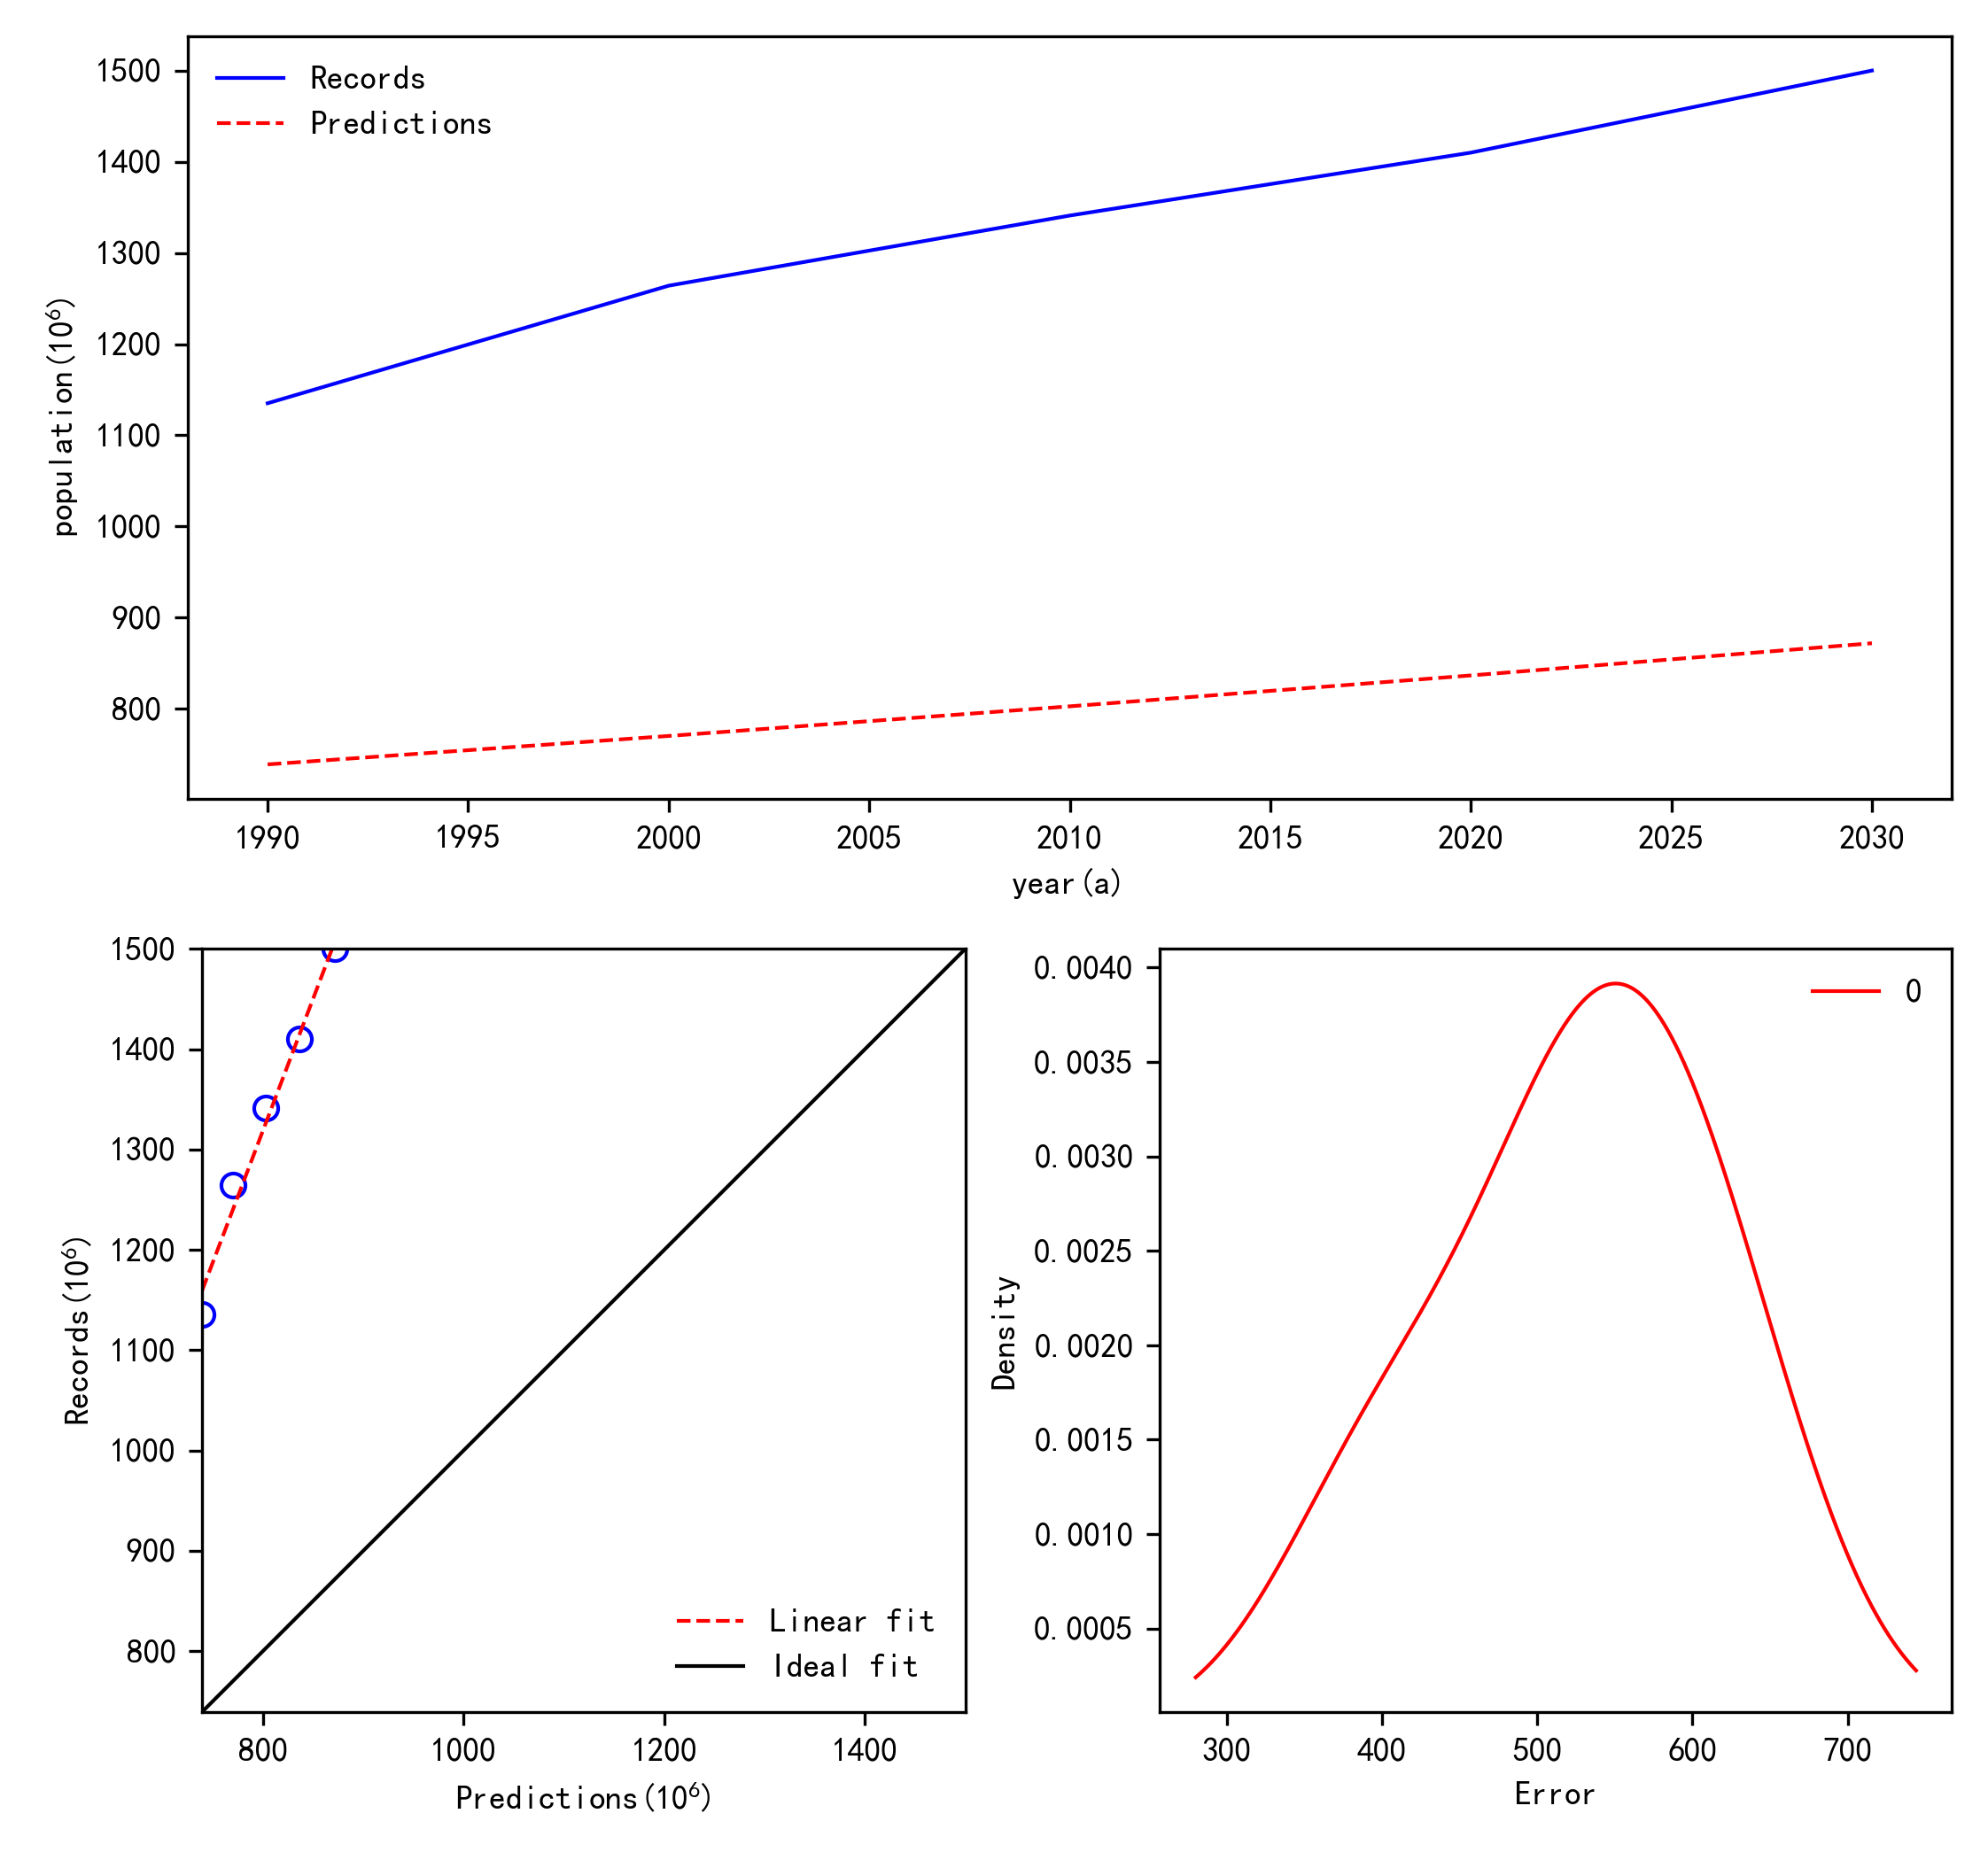 1500
1400
1300
1200
1100
1000
900
800
population(10⁶)
Records
Predictions
1990 1995 2000 2005 2010 2015 2020 2025 2030
year(a)
1500
1400
1300
1200
1100
1000
900
800
Records(10⁶)
Linear fit
Ideal fit
800 1000 1200 1400
Predictions(10⁶)
0.0040
0.0035
0.0030
0.0025
0.0020
0.0015
0.0010
0.0005
Density
0
300 400 500 600 700
Error